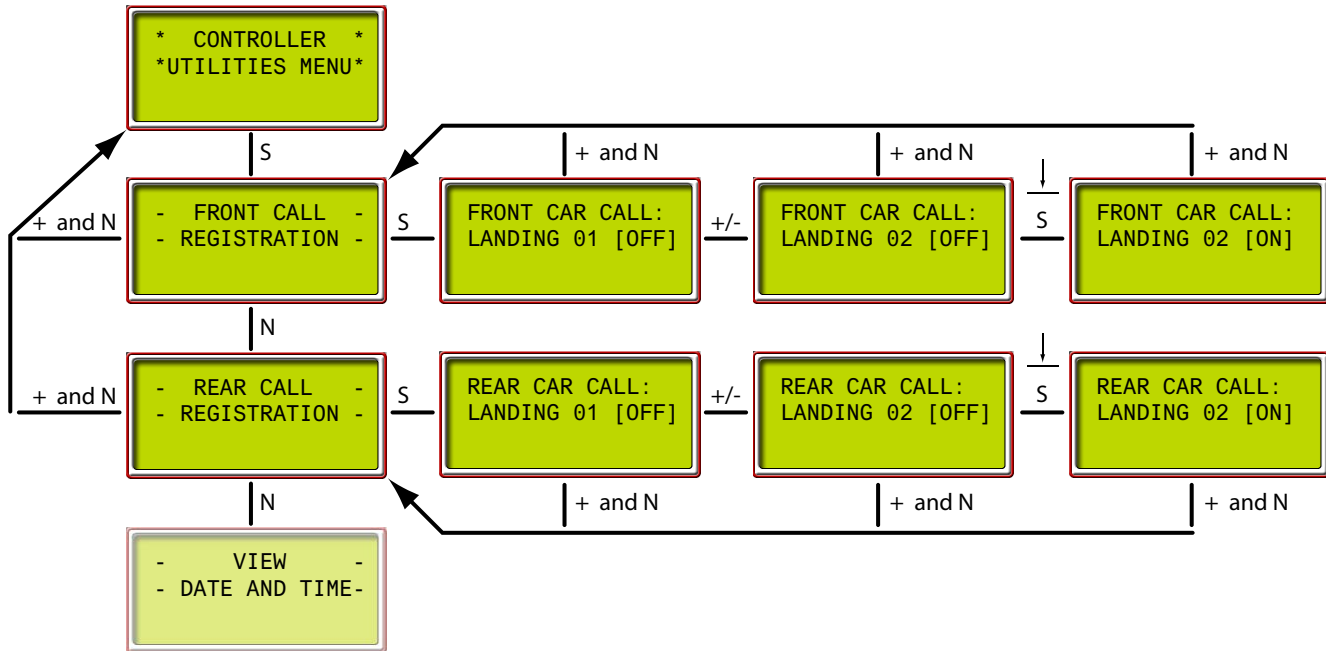 *  CONTROLLER  *
*UTILITIES MENU*
S
+ and N
+ and N
+ and N
+ and N
-  FRONT CALL  -
- REGISTRATION -
S
FRONT CAR CALL:
LANDING 01 [OFF]
+/-
FRONT CAR CALL:
LANDING 02 [OFF]
S
FRONT CAR CALL:
LANDING 02 [ON]
N
+ and N
-  REAR CALL   -
- REGISTRATION -
S
REAR CAR CALL:
LANDING 01 [OFF]
+/-
REAR CAR CALL:
LANDING 02 [OFF]
S
REAR CAR CALL:
LANDING 02 [ON]
N
+ and N
+ and N
+ and N
-     VIEW     -
- DATE AND TIME-